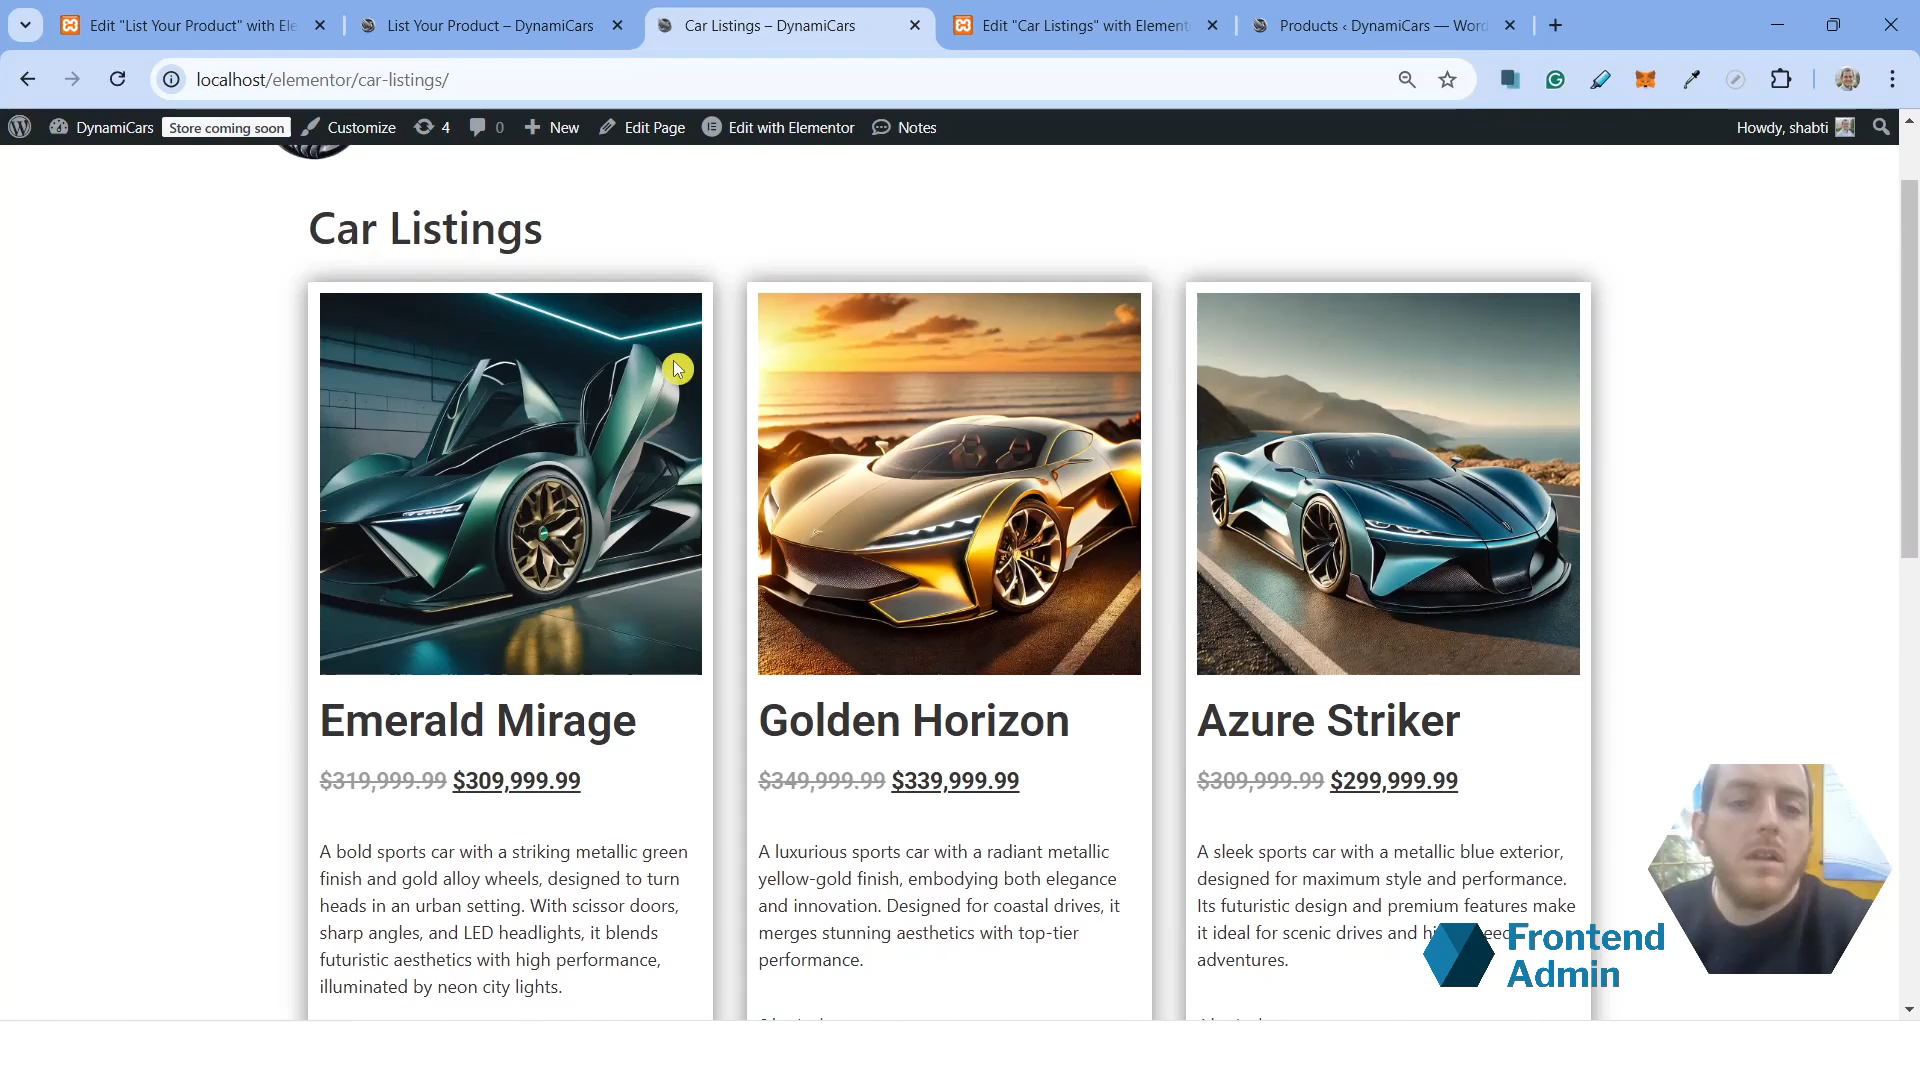 Edit "List Your Product" with Ele
List Your Product – DynamiCars
Car Listings – DynamiCars
Edit "Car Listings" with Element
Products ‹ DynamiCars — Word
localhost/elementor/car-listings/
DynamiCars
Store coming soon
Customize
4
0
New
Edit Page
Edit with Elementor
Notes
Howdy, shabti
Car Listings
Emerald Mirage
$319,999.99 $309,999.99
A bold sports car with a striking metallic green
finish and gold alloy wheels, designed to turn
heads in an urban setting. With scissor doors,
sharp angles, and LED headlights, it blends
futuristic aesthetics with high performance,
illuminated by neon city lights.
Golden Horizon
$349,999.99 $339,999.99
A luxurious sports car with a radiant metallic
yellow-gold finish, embodying both elegance
and innovation. Designed for coastal drives, it
merges stunning aesthetics with top-tier
performance.
Azure Striker
$309,999.99 $299,999.99
A sleek sports car with a metallic blue exterior,
designed for maximum style and performance.
Its futuristic design and premium features make
it ideal for scenic drives and
adventures.
Frontend
Admin